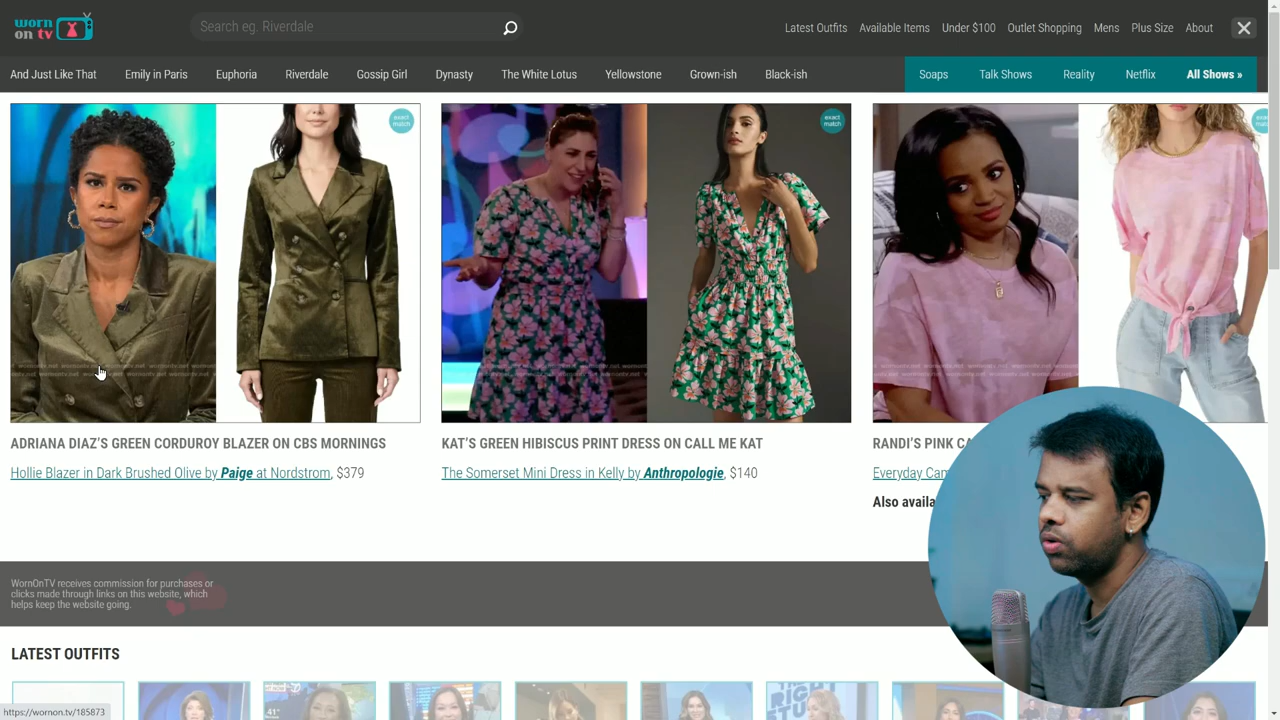 worn
on tv
Search eg. Riverdale
Latest Outfits
Available Items
Under $100
Outlet Shopping
Mens
Plus Size
About
And Just Like That
Emily in Paris
Euphoria
Riverdale
Gossip Girl
Dynasty
The White Lotus
Yellowstone
Grown-ish
Black-ish
Soaps
Talk Shows
Reality
Netflix
All Shows »
exact
match
exact
match
ADRIANA DIAZ'S GREEN CORDUROY BLAZER ON CBS MORNINGS
Hollie Blazer in Dark Brushed Olive by Paige at Nordstrom, $379
KAT'S GREEN HIBISCUS PRINT DRESS ON CALL ME KAT
The Somerset Mini Dress in Kelly by Anthropologie, $140
RANDI'S PINK
Everyday
Also
WornOnTV receives commission for purchases or
clicks made through links on this website, which
helps keep the website going.
LATEST OUTFITS
https://wornon.tv/185873